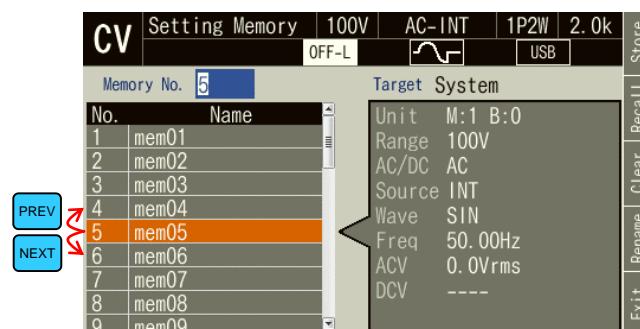 CV Setting Memory 100V AC-INT 1P2W 2.0k
OFF-L USB
Memory No. 5 Target System
No. Name
1 mem01
2 mem02
3 mem03
4 mem04
5 mem05
6 mem06
7 mem07
8 mem08
9 mem09
Unit M:1 B:0
Range 100V
AC/DC AC
Source INT
Wave SIN
Freq 50.00Hz
ACV 0.0Vrms
DCV ----
PREV
NEXT
Store
Recall
Clear
Rename
Exit